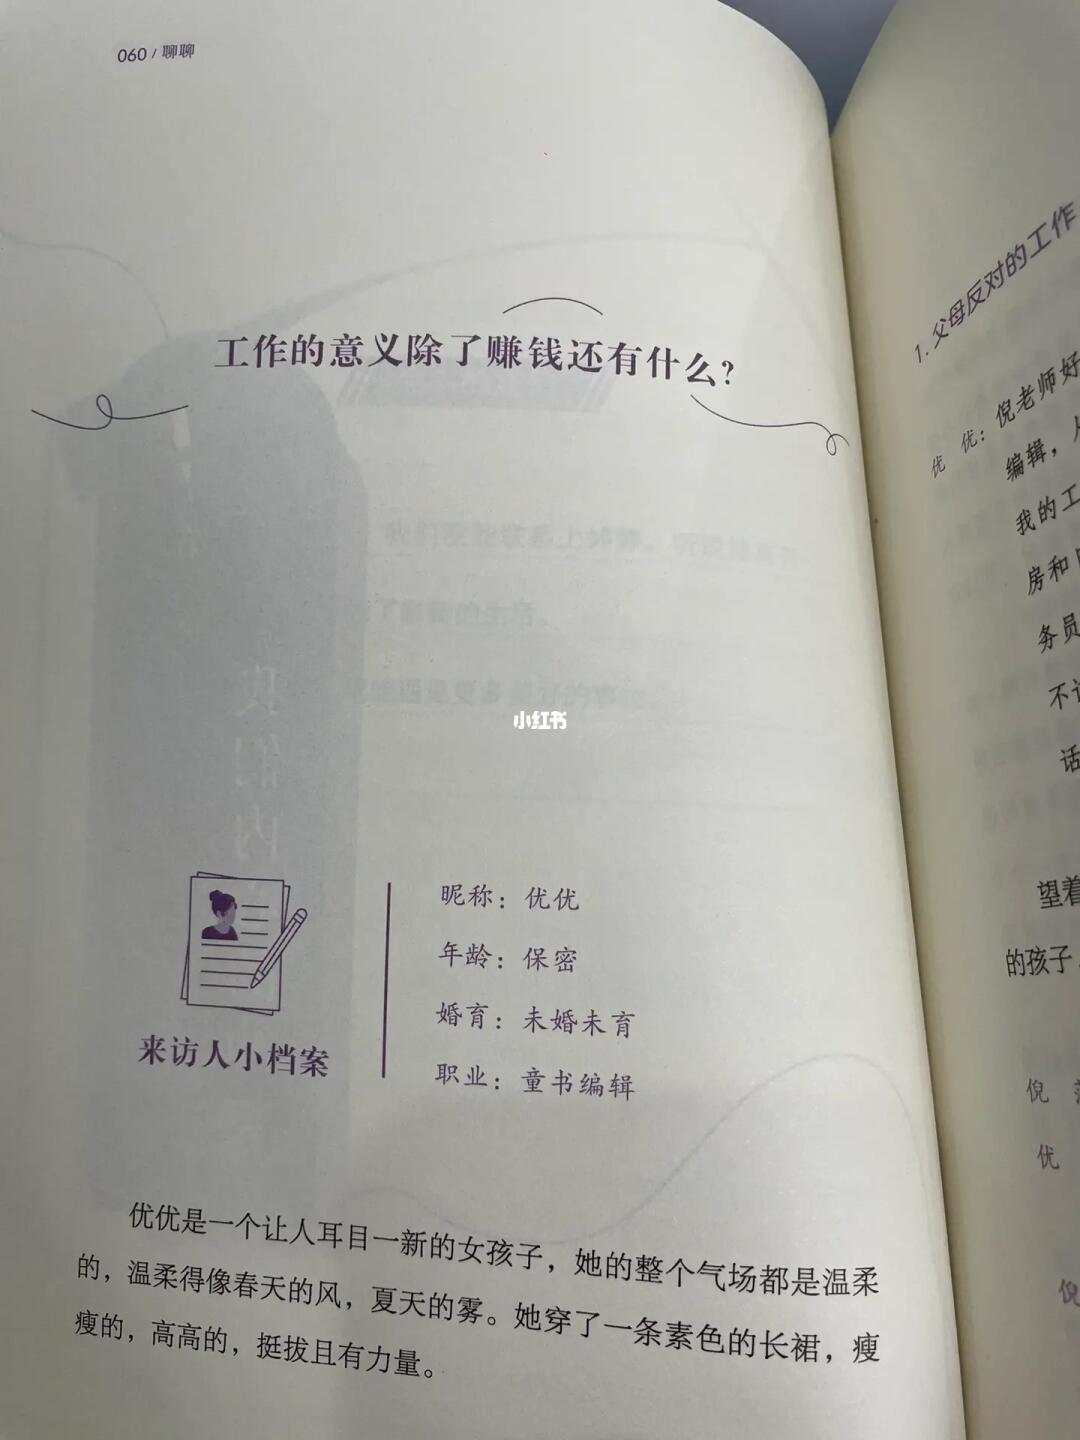 060 / 聊聊
工作的意义除了赚钱还有什么？
小红书
来访人小档案
昵称：优优
年龄：保密
婚育：未婚未育
职业：童书编辑
优优是一个让人耳目一新的女孩子，她的整个气场都是温柔
的，温柔得像春天的风，夏天的雾。她穿了一条素色的长裙，瘦
瘦的，高高的，挺拔且有力量。
1. 父母反对的工作
优 优：倪老师好
编辑，
我的工
房和
务员
不
话
望着
的孩子
倪
优
倪